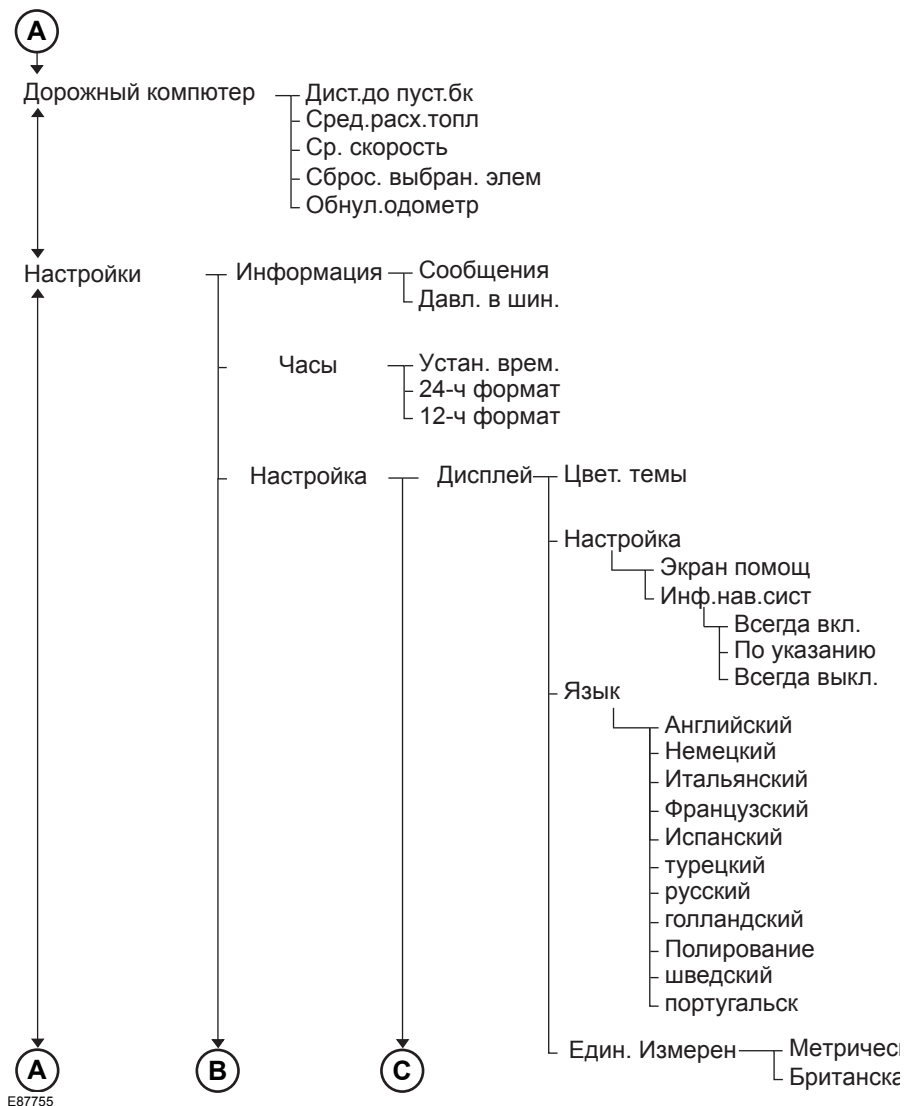 A
Дорожный компютер
Дист.до пуст.бк
Сред.расх.топл
Ср. скорость
Сброс. выбран. элем
Обнул.одометр
Настройки
Информация
Сообщения
Давл. в шин.
Часы
Устан. врем.
24-ч формат
12-ч формат
Настройка
Дисплей
Цвет. темы
Настройка
Экран помощ
Инф.нав.сист
Всегда вкл.
По указанию
Всегда выкл.
Язык
Английский
Немецкий
Итальянский
Французский
Испанский
турецкий
русский
голландский
Полирование
шведский
португальск
Един. Измерен
A
B
C
E87755